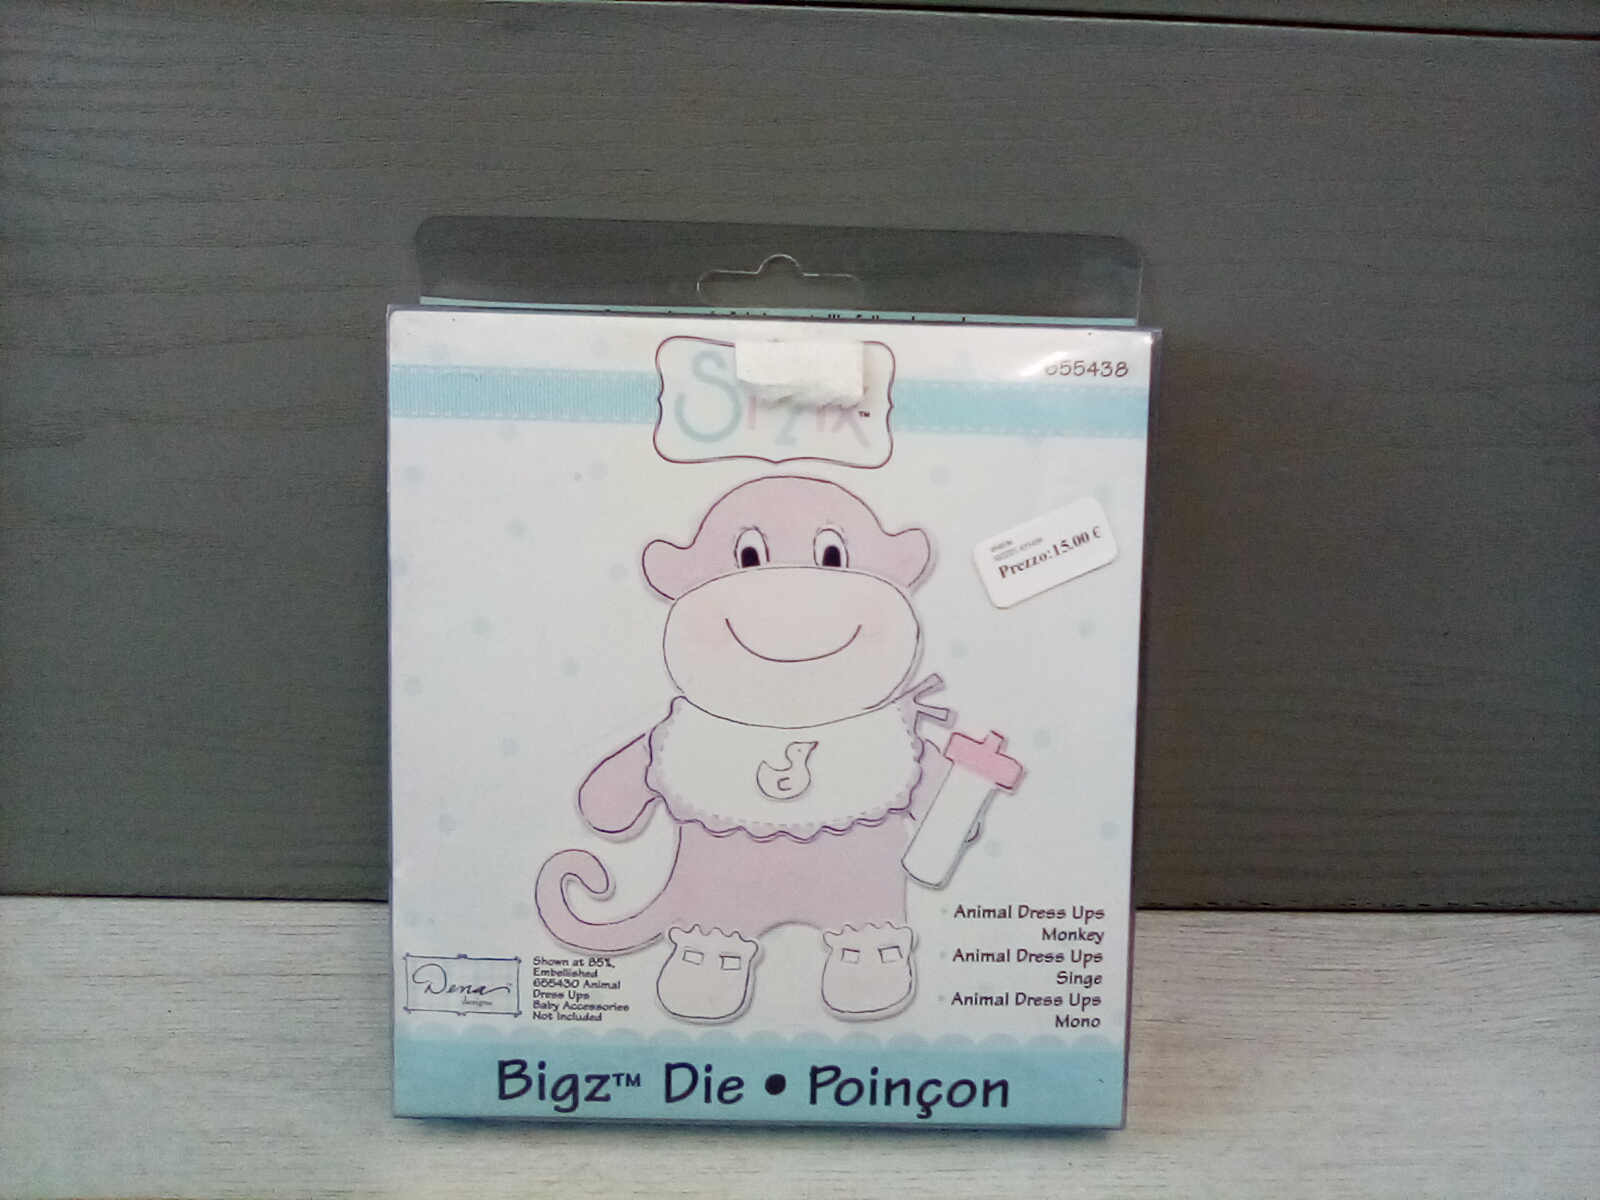 Sizzix™
655438
Prezzo:15.00 €
Animal Dress Ups
Monkey
Animal Dress Ups
Singe
Animal Dress Ups
Mono
Dena
designs
Shown at 85%,
Embellished
655430 Animal
Dress Ups
Baby Accessories
Not Included
Bigz™ Die • Poinçon